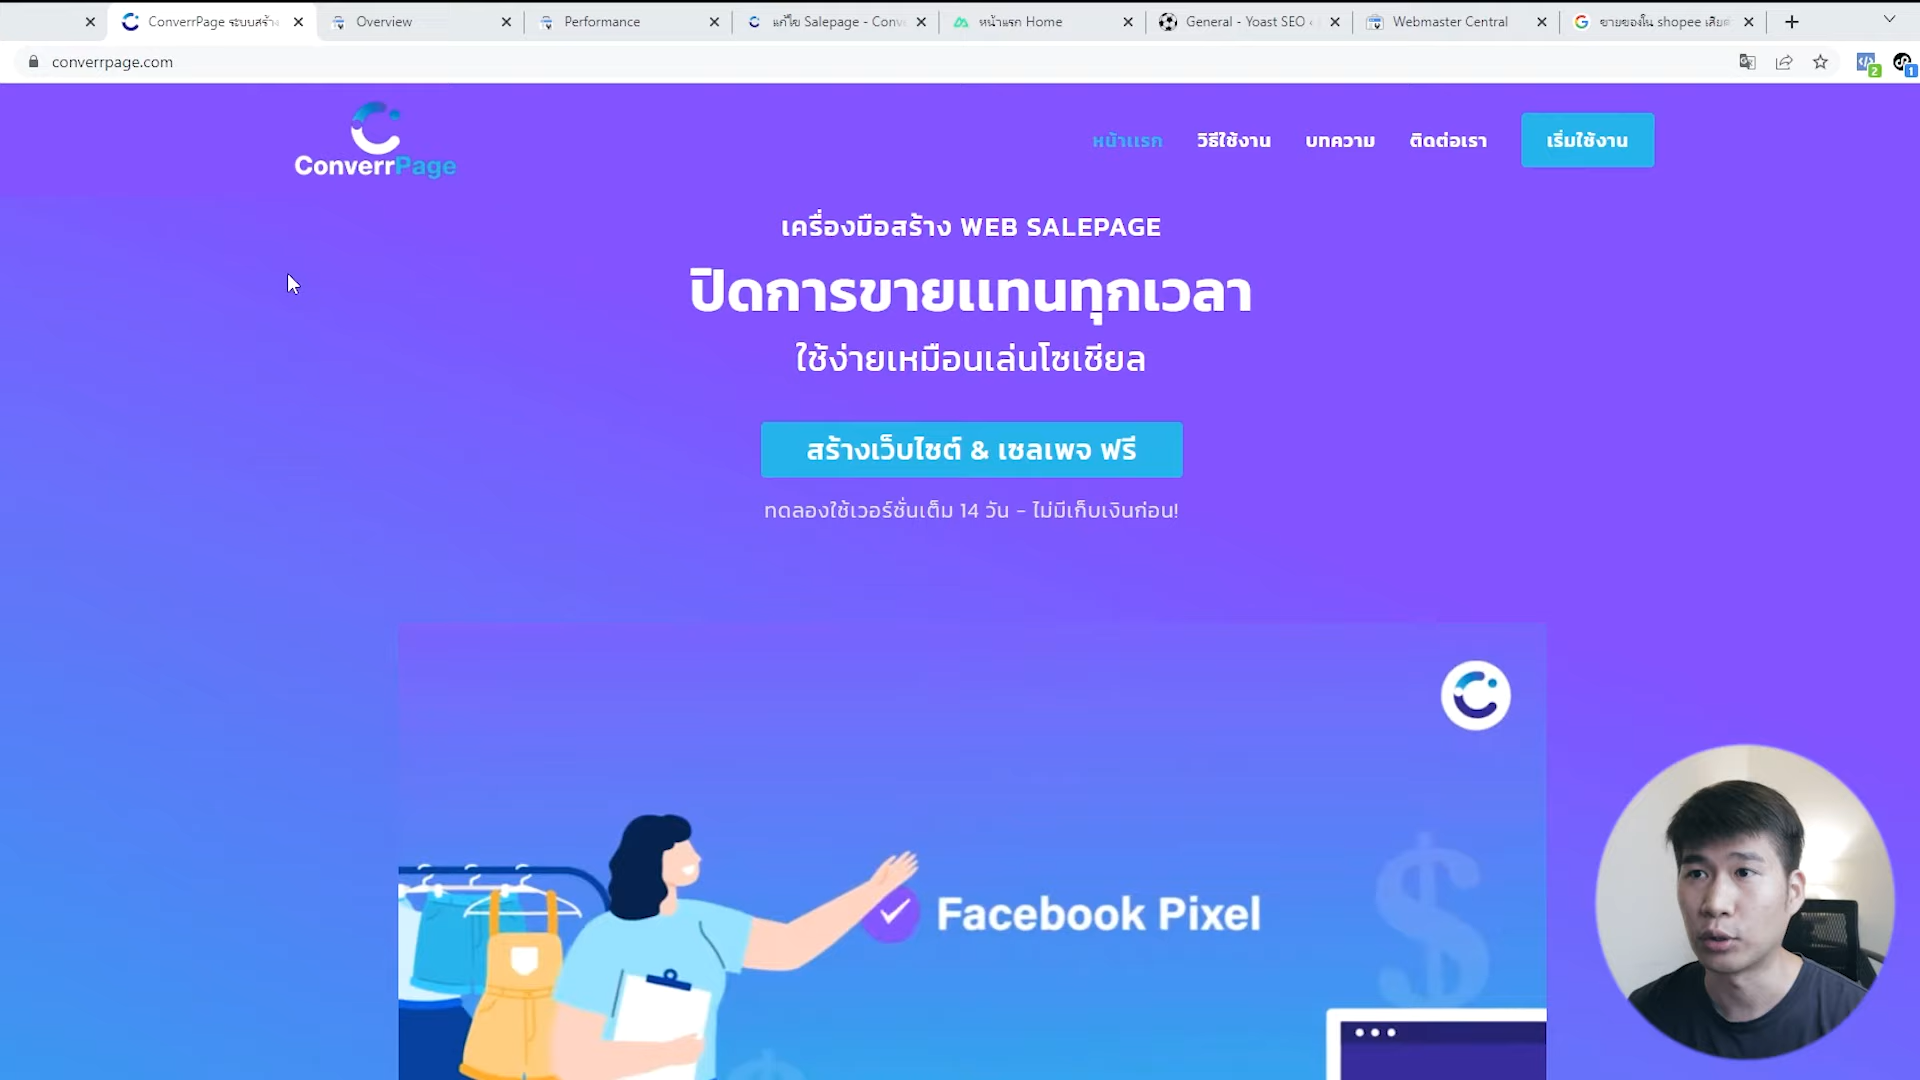 ConverrPage ระบบสร้าง
Overview
Performance
แก้ไข Salepage - Conv
หน้าแรก Home
General - Yoast SEO
Webmaster Central
ขายของใน shopee เสียค่
converrpage.com
2
1
ConverrPage
หน้าแรก
วิธีใช้งาน
บทความ
ติดต่อเรา
เริ่มใช้งาน
เครื่องมือสร้าง WEB SALEPAGE
ปิดการขายแทนทุกเวลา
ใช้ง่ายเหมือนเล่นโซเชียล
สร้างเว็บไซต์ & เซลเพจ ฟรี
ทดลองใช้เวอร์ชั่นเต็ม 14 วัน - ไม่มีเก็บเงินก่อน!
Facebook Pixel